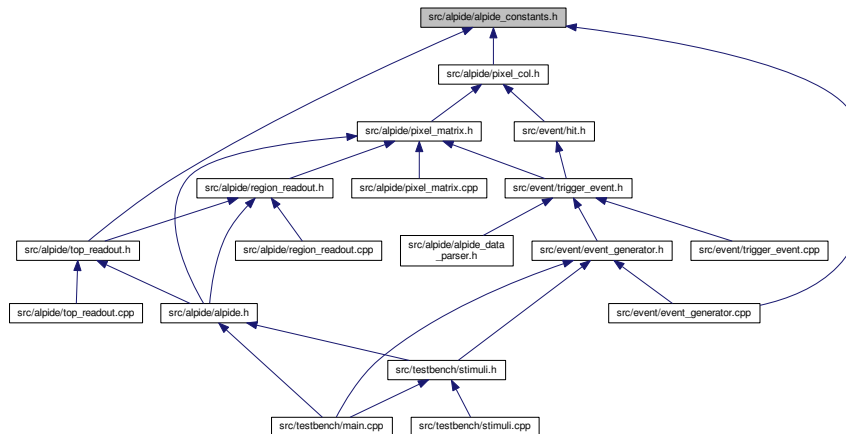 src/alpide/alpide_constants.h
src/alpide/pixel_col.h
src/alpide/pixel_matrix.h
src/event/hit.h
src/alpide/region_readout.h
src/alpide/pixel_matrix.cpp
src/event/trigger_event.h
src/alpide/top_readout.h
src/alpide/region_readout.cpp
src/alpide/alpide_data
_parser.h
src/event/event_generator.h
src/event/trigger_event.cpp
src/alpide/top_readout.cpp
src/alpide/alpide.h
src/event/event_generator.cpp
src/testbench/stimuli.h
src/testbench/main.cpp
src/testbench/stimuli.cpp